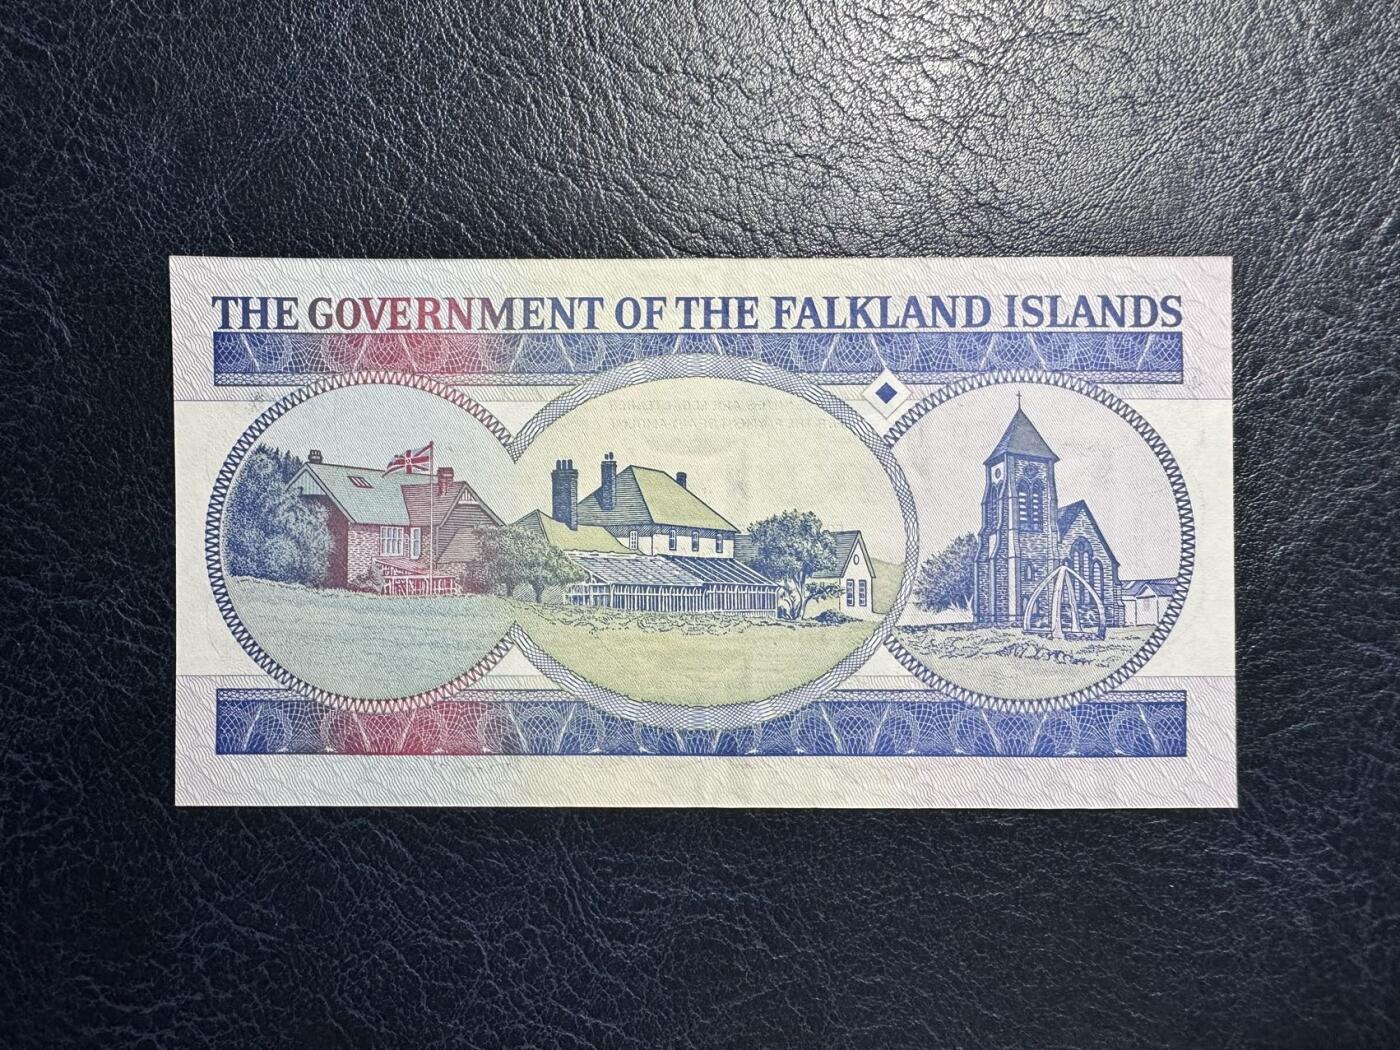 THE GOVERNMENT OF THE FALKLAND ISLANDS